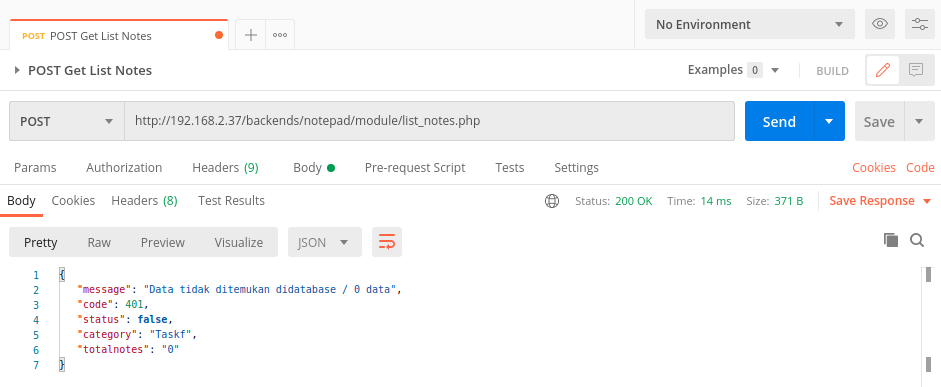 POST POST Get List Notes
No Environment
POST Get List Notes
Examples 0
BUILD
POST
http://192.168.2.37/backends/notepad/module/list_notes.php
Send
Save
Params Authorization Headers (9) Body Pre-request Script Tests Settings Cookies Code
Body Cookies Headers (8) Test Results Status: 200 OK Time: 14 ms Size: 371 B Save Response
Pretty Raw Preview Visualize JSON
1 {
2 "message": "Data tidak ditemukan didatabase / 0 data",
3 "code": 401,
4 "status": false,
5 "category": "Taskf",
6 "totalnotes": "0"
7 }